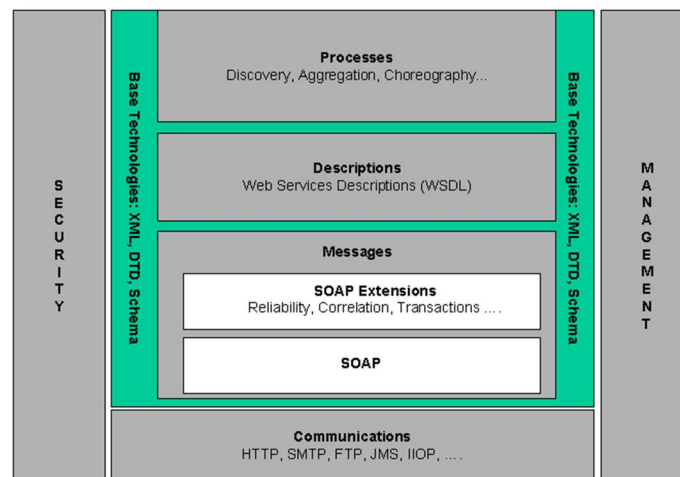 SECURITY
Base Technologies: XML, DTD, Schema
Processes
Discovery, Aggregation, Choreography...
Descriptions
Web Services Descriptions (WSDL)
Messages
SOAP Extensions
Reliability, Correlation, Transactions ....
SOAP
Base Technologies: XML, DTD, Schema
MANAGEMENT
Communications
HTTP, SMTP, FTP, JMS, IIOP, ....